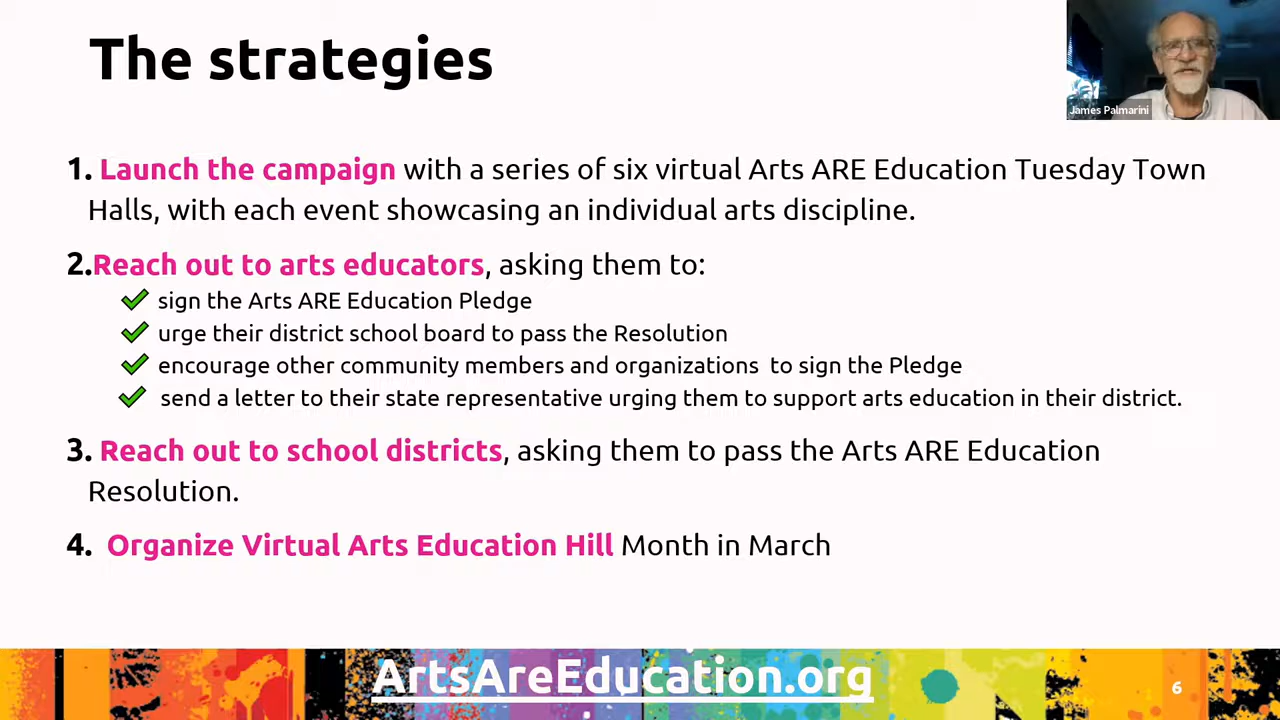 The strategies
James Palmarini
1. Launch the campaign with a series of six virtual Arts ARE Education Tuesday Town
Halls, with each event showcasing an individual arts discipline.
2.Reach out to arts educators, asking them to:
sign the Arts ARE Education Pledge
urge their district school board to pass the Resolution
encourage other community members and organizations  to sign the Pledge
send a letter to their state representative urging them to support arts education in their district.
3. Reach out to school districts, asking them to pass the Arts ARE Education
Resolution.
4.  Organize Virtual Arts Education Hill Month in March
ArtsAreEducation.org
6